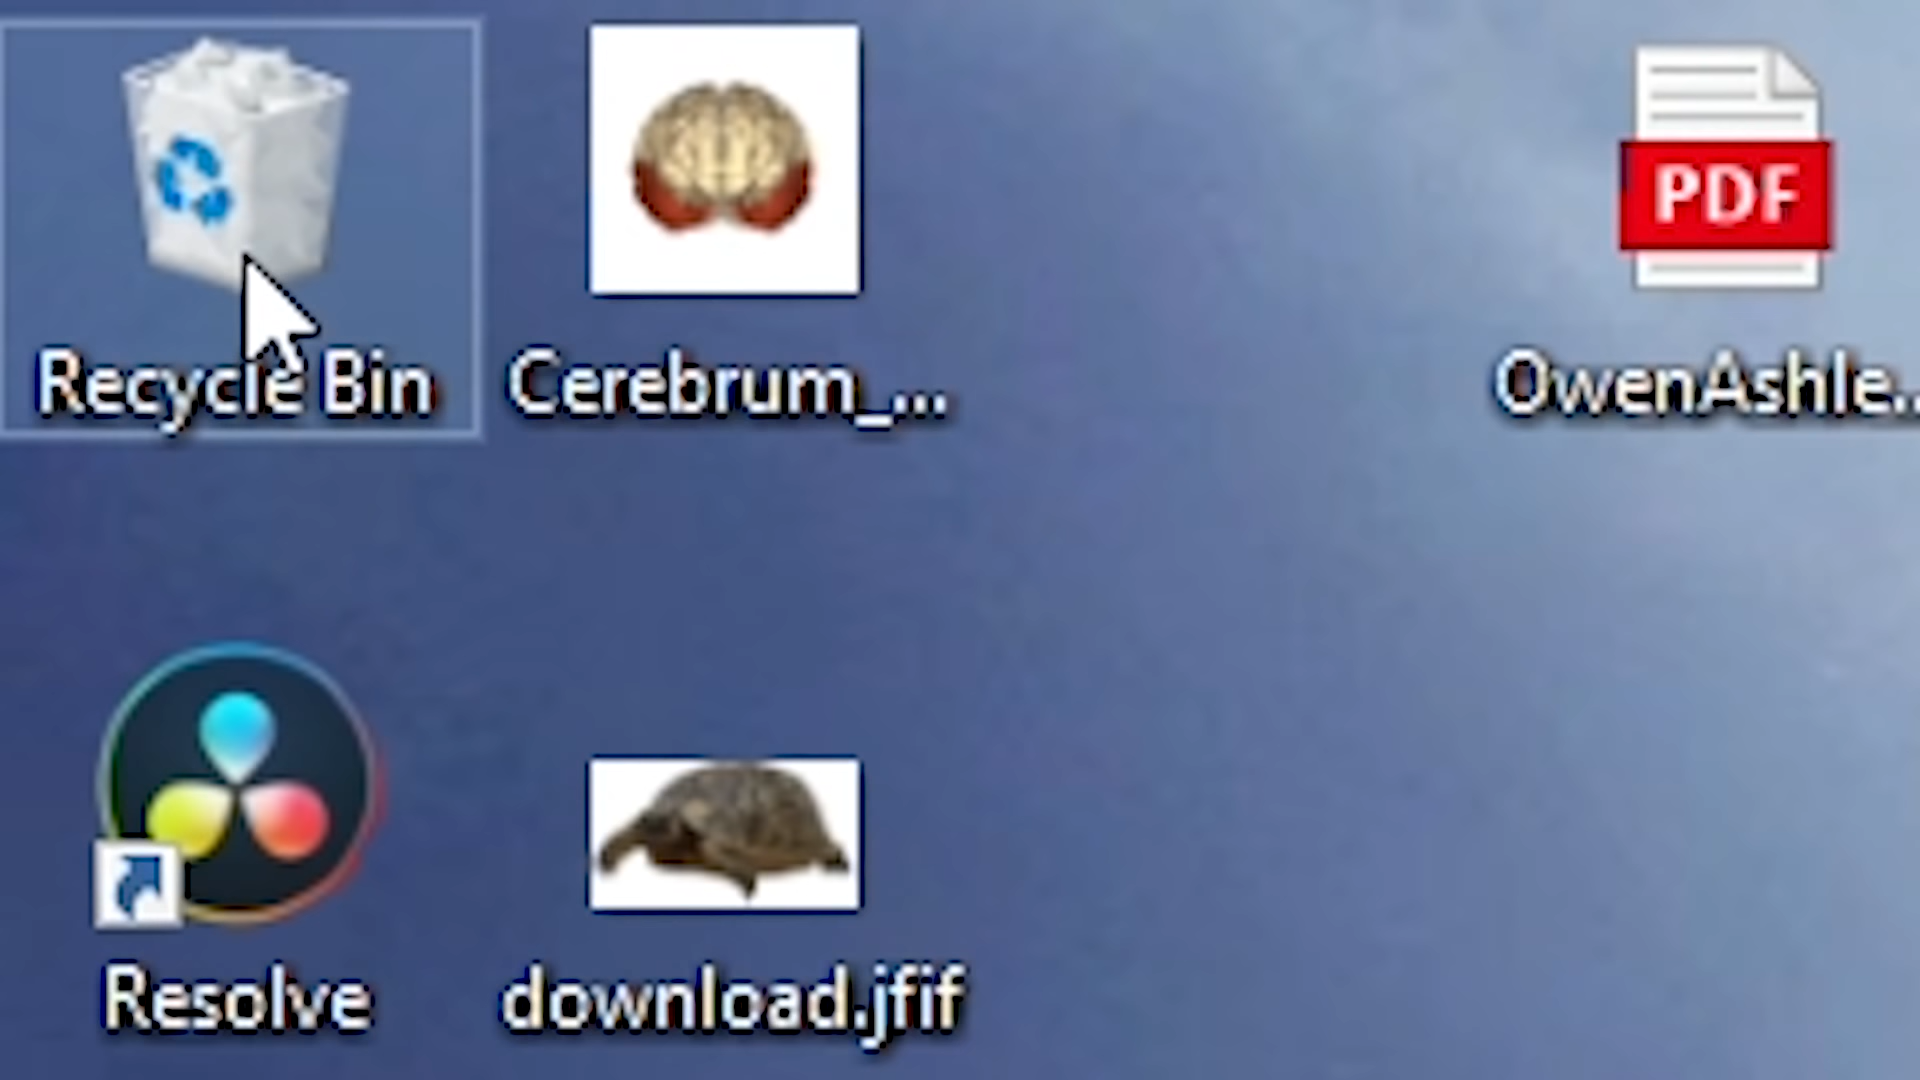 PDF
Recycle Bin
Cerebrum_...
OwenAshle..
Resolve
download.jfif